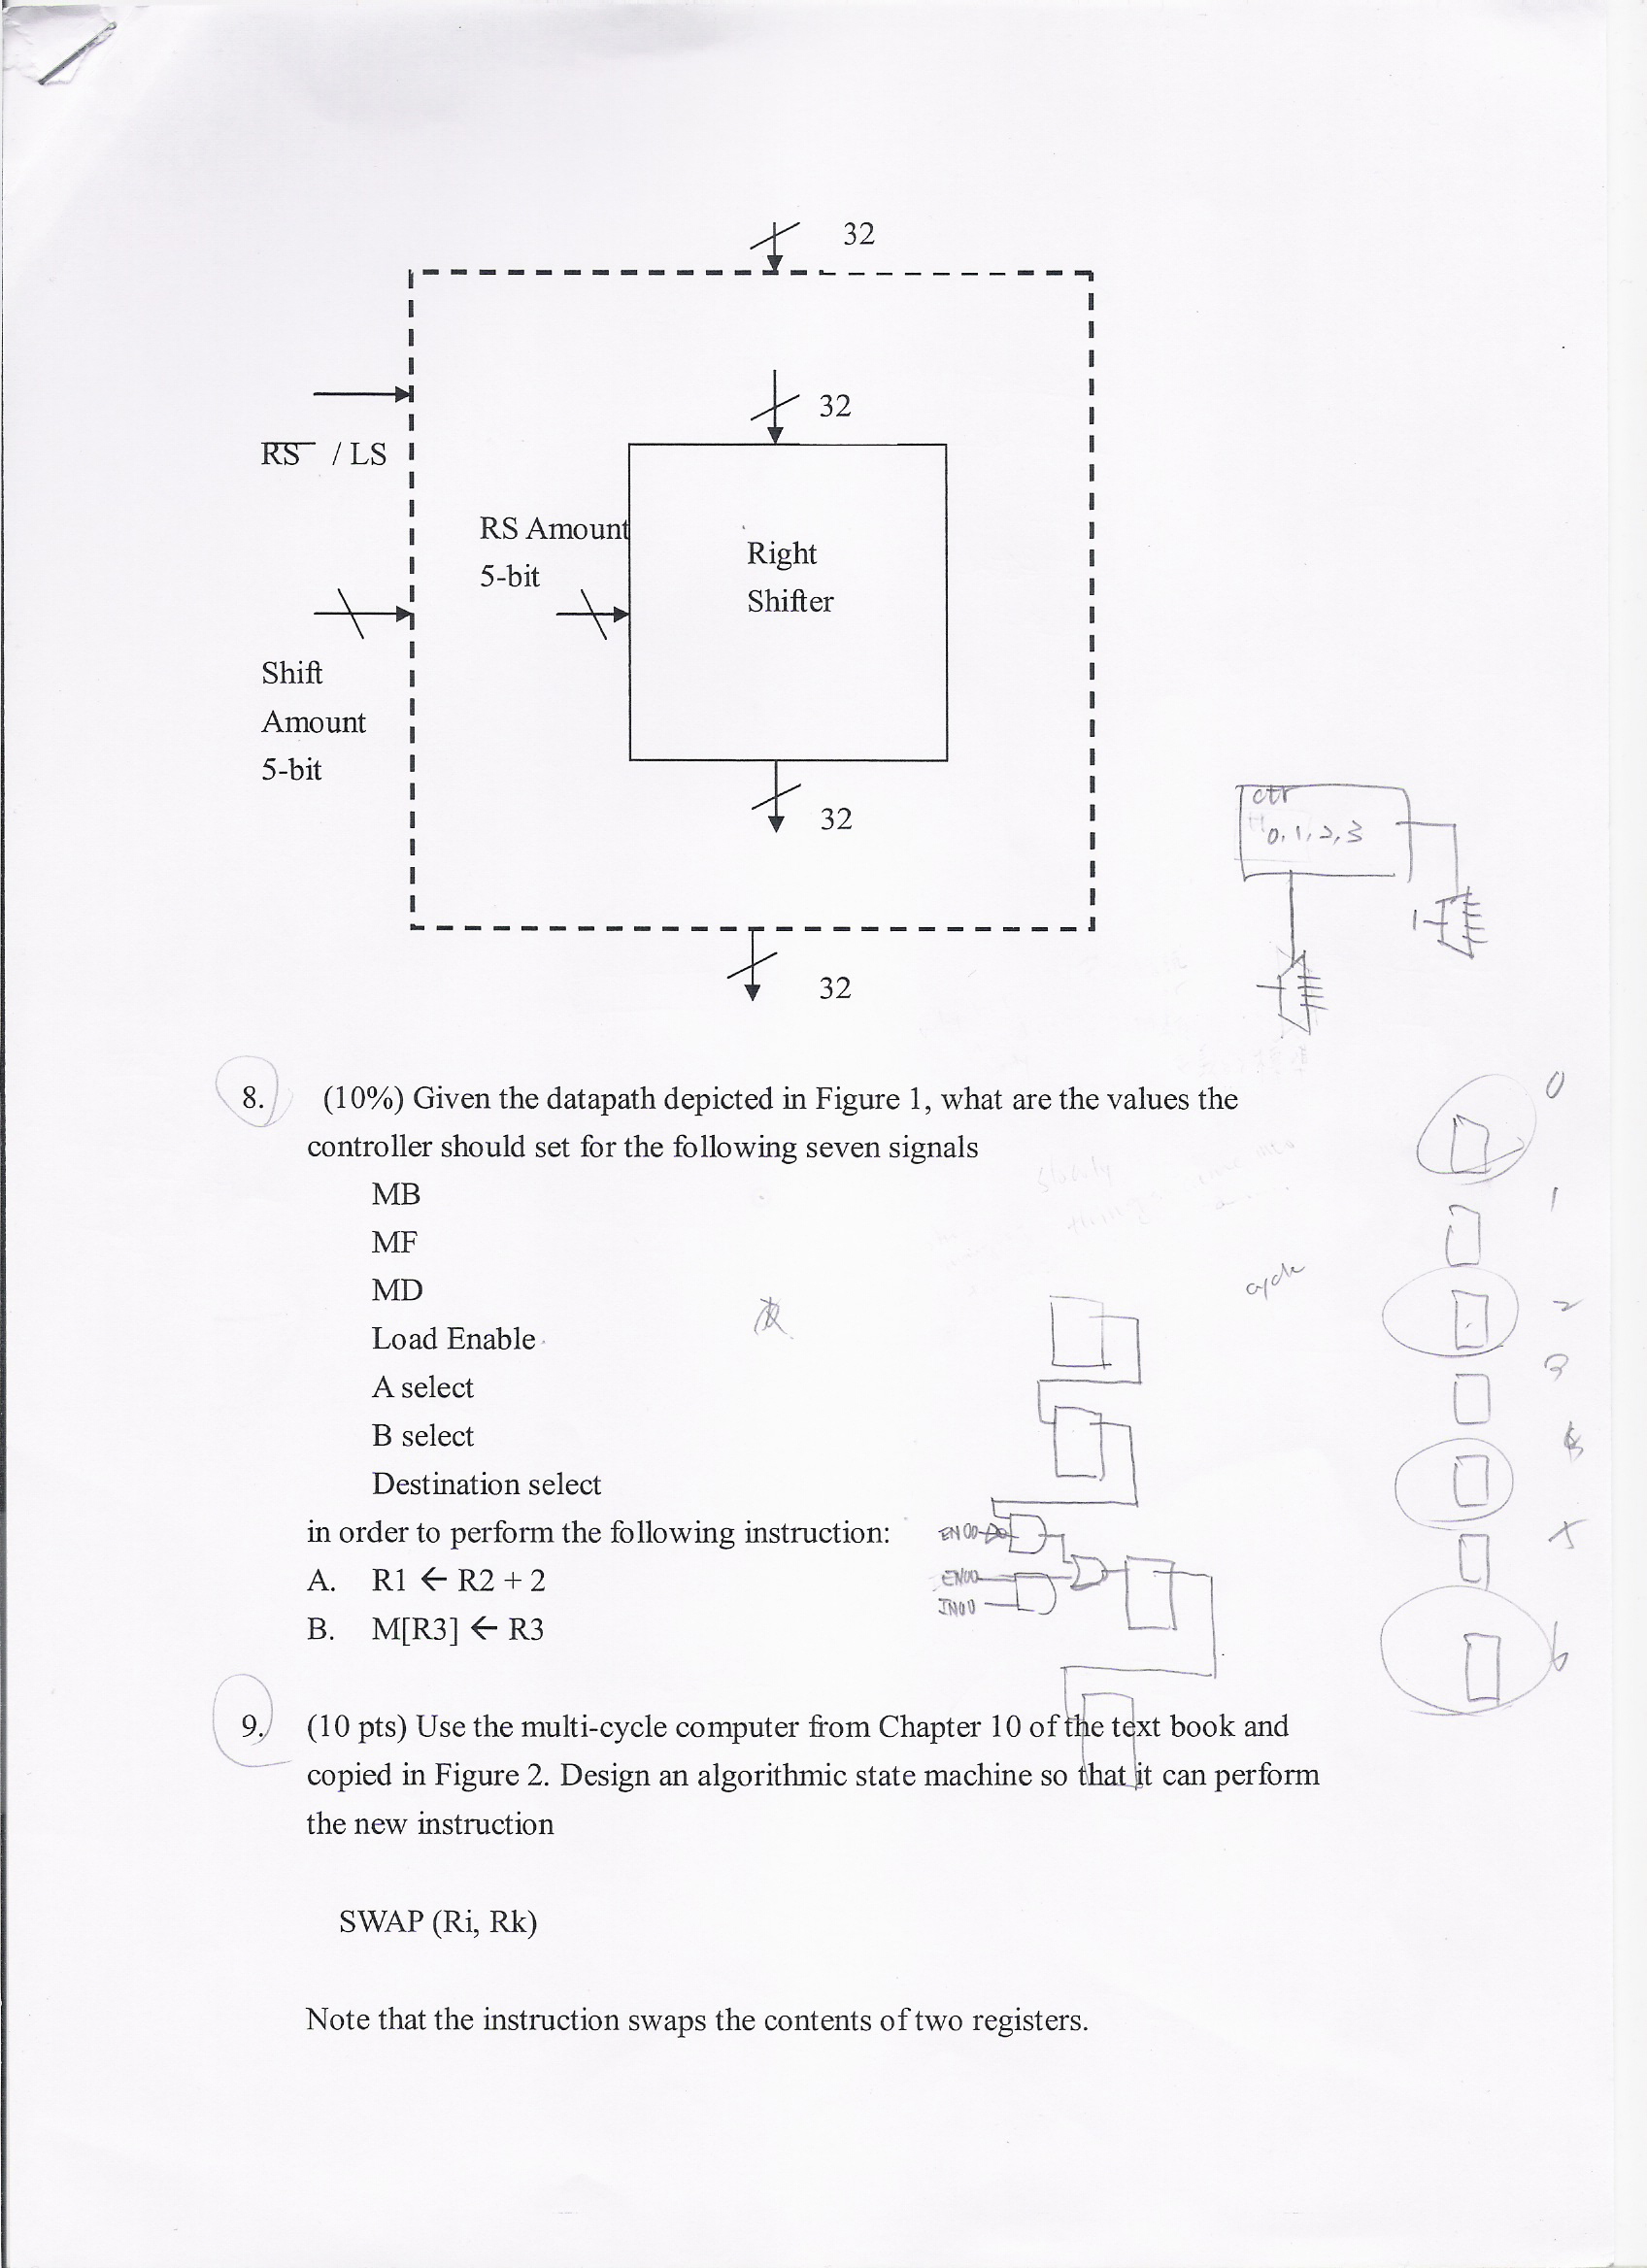 32
32
RS / LS
RS Amount
5-bit
Right
Shifter
Shift
Amount
5-bit
32
32
ctr
0, 1, 2, 3
1
8. (10%) Given the datapath depicted in Figure 1, what are the values the
controller should set for the following seven signals
MB
MF
MD
Load Enable
A select
B select
Destination select
in order to perform the following instruction:
A. R1 ← R2 + 2
B. M[R3] ← R3
0
1
2
3
5
6
cycle
EN00
EN00
IN00
9. (10 pts) Use the multi-cycle computer from Chapter 10 of the text book and
copied in Figure 2. Design an algorithmic state machine so that it can perform
the new instruction
SWAP (Ri, Rk)
Note that the instruction swaps the contents of two registers.